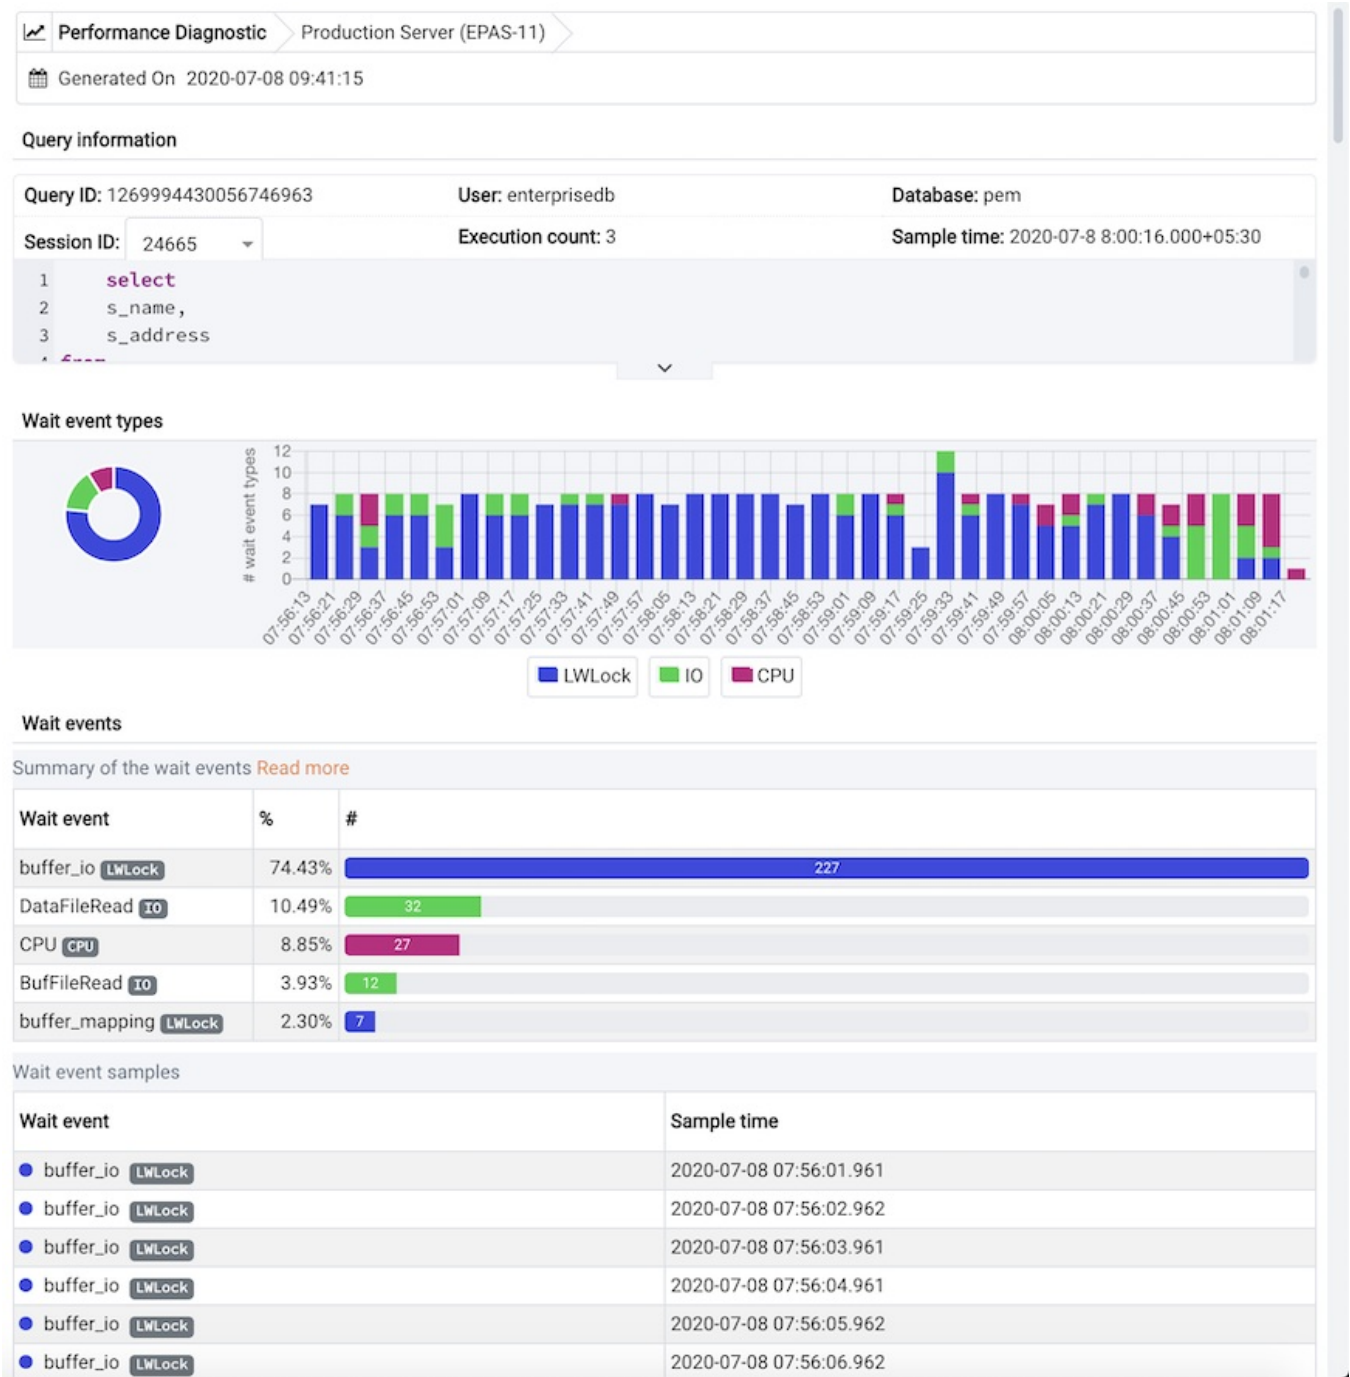 Performance Diagnostic Production Server (EPAS-11)
Generated On 2020-07-08 09:41:15
Query information
Query ID: 1269994430056746963 User: enterprisedb Database: pem
Session ID: 24665 Execution count: 3 Sample time: 2020-07-8 8:00:16.000+05:30
1 select
2 s_name,
3 s_address
4 from
Wait event types
# wait event types
12
10
8
6
4
2
0
07:56:13 07:56:21 07:56:29 07:56:37 07:56:45 07:56:53 07:57:01 07:57:09 07:57:17 07:57:25 07:57:33 07:57:41 07:57:49 07:57:57 07:58:05 07:58:13 07:58:21 07:58:29 07:58:37 07:58:45 07:58:53 07:59:01 07:59:09 07:59:17 07:59:25 07:59:33 07:59:41 07:59:49 07:59:57 08:00:05 08:00:13 08:00:21 08:00:29 08:00:37 08:00:45 08:00:53 08:01:01 08:01:09 08:01:17
LWLock IO CPU
Wait events
Summary of the wait events Read more
Wait event % #
buffer_io LWLock 74.43% 227
DataFileRead IO 10.49% 32
CPU CPU 8.85% 27
BufFileRead IO 3.93% 12
buffer_mapping LWLock 2.30% 7
Wait event samples
Wait event Sample time
buffer_io LWLock 2020-07-08 07:56:01.961
buffer_io LWLock 2020-07-08 07:56:02.962
buffer_io LWLock 2020-07-08 07:56:03.961
buffer_io LWLock 2020-07-08 07:56:04.961
buffer_io LWLock 2020-07-08 07:56:05.962
buffer_io LWLock 2020-07-08 07:56:06.962